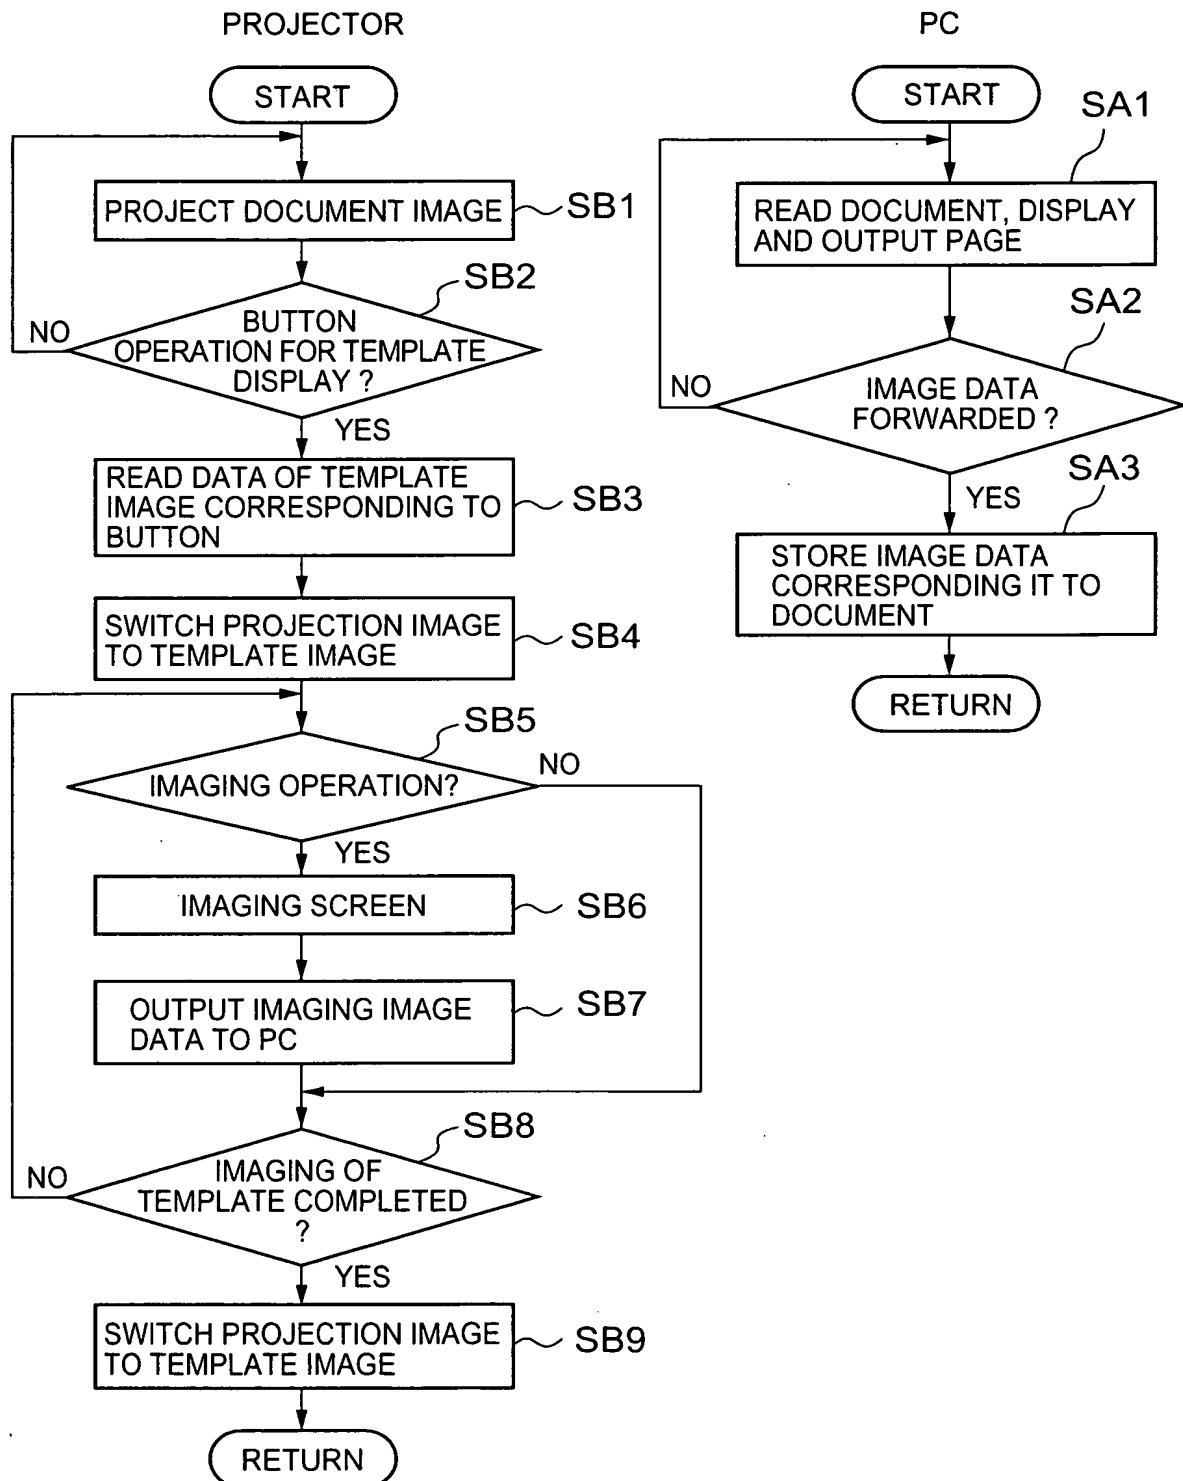 PROJECTOR
START
PROJECT DOCUMENT IMAGE
SB1
SB2
BUTTON
OPERATION FOR TEMPLATE
DISPLAY ?
NO
YES
READ DATA OF TEMPLATE
IMAGE CORRESPONDING TO
BUTTON
SB3
SWITCH PROJECTION IMAGE
TO TEMPLATE IMAGE
SB4
SB5
IMAGING OPERATION?
NO
YES
IMAGING SCREEN
SB6
OUTPUT IMAGING IMAGE
DATA TO PC
SB7
SB8
IMAGING OF
TEMPLATE COMPLETED
?
NO
YES
SWITCH PROJECTION IMAGE
TO TEMPLATE IMAGE
SB9
RETURN
PC
START
SA1
READ DOCUMENT, DISPLAY
AND OUTPUT PAGE
SA2
IMAGE DATA
FORWARDED ?
NO
YES
SA3
STORE IMAGE DATA
CORRESPONDING IT TO
DOCUMENT
RETURN